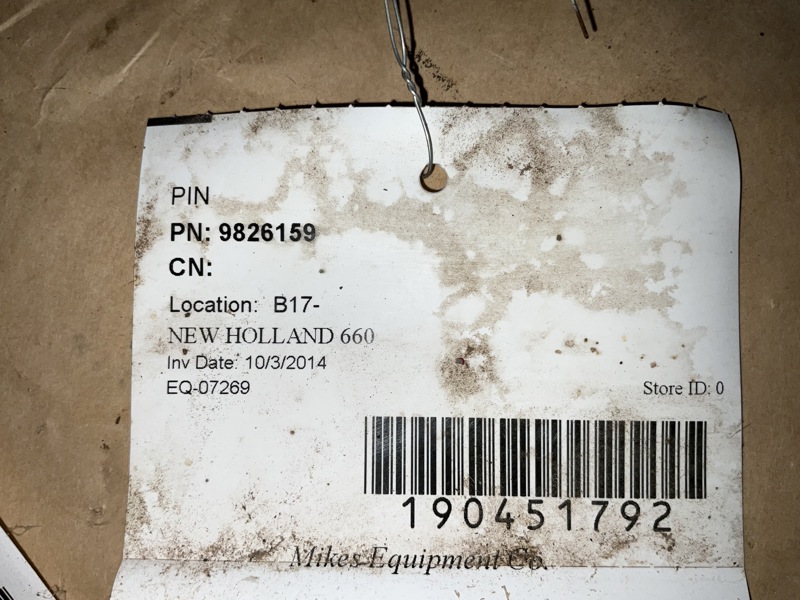 PIN
PN: 9826159
CN:
Location: B17-
NEW HOLLAND 660
Inv Date: 10/3/2014
EQ-07269
Store ID: 0
190451792
Mikes Equipment Co.